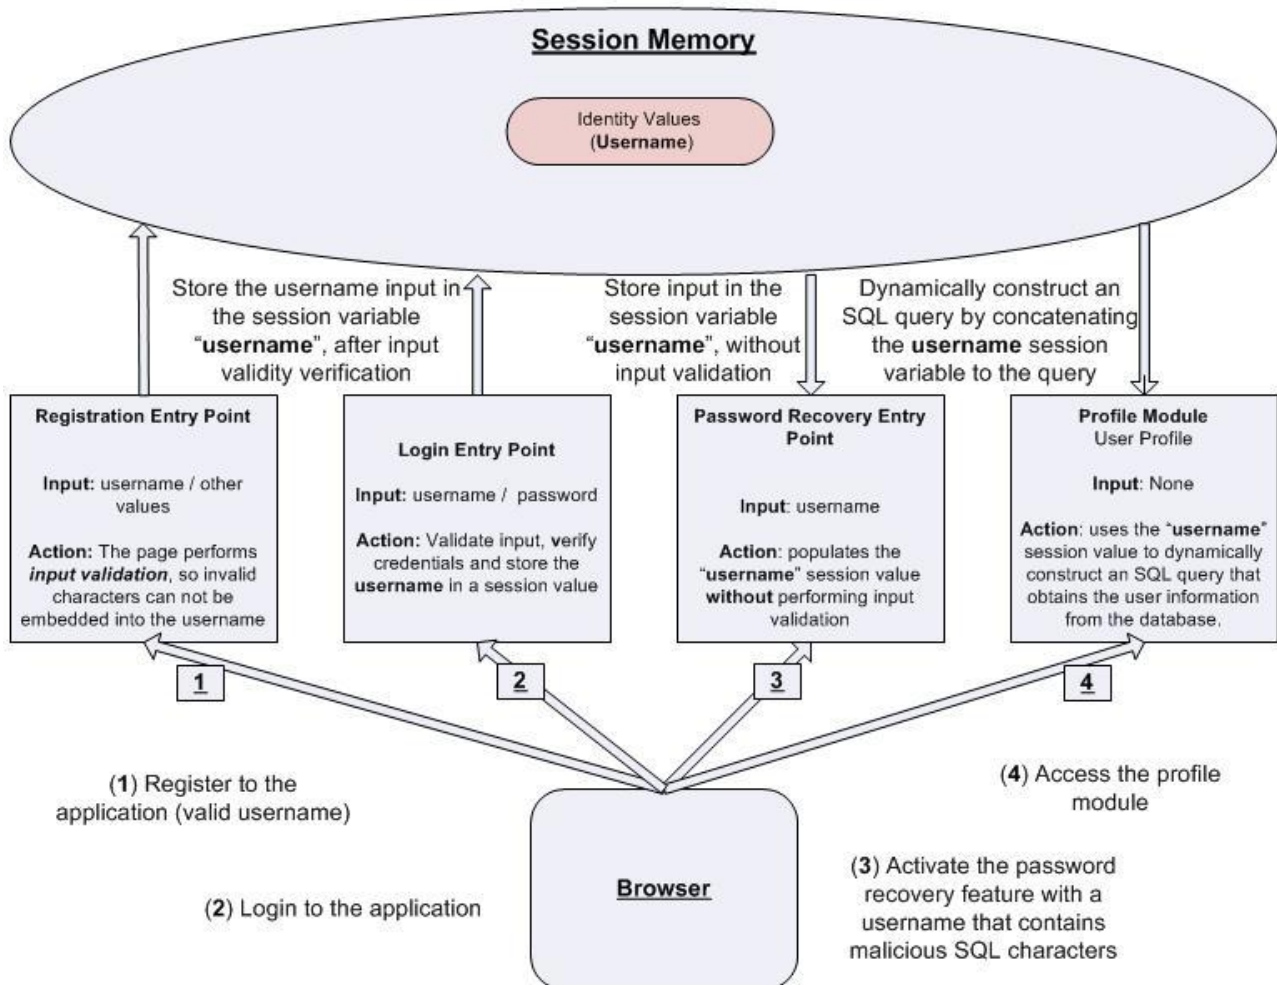 Session Memory
Identity Values
(Username)
Store the username input in
the session variable
“username”, after input
validity verification
Store input in the
session variable
“username”, without
input validation
Dynamically construct an
SQL query by concatenating
the username session
variable to the query
Registration Entry Point
Input: username / other
values
Action: The page performs
input validation, so invalid
characters can not be
embedded into the username
Login Entry Point
Input: username / password
Action: Validate input, verify
credentials and store the
username in a session value
Password Recovery Entry
Point
Input: username
Action: populates the
“username” session value
without performing input
validation
Profile Module
User Profile
Input: None
Action: uses the “username”
session value to dynamically
construct an SQL query that
obtains the user information
from the database.
1
2
3
4
(1) Register to the
application (valid username)
(4) Access the profile
module
Browser
(2) Login to the application
(3) Activate the password
recovery feature with a
username that contains
malicious SQL characters